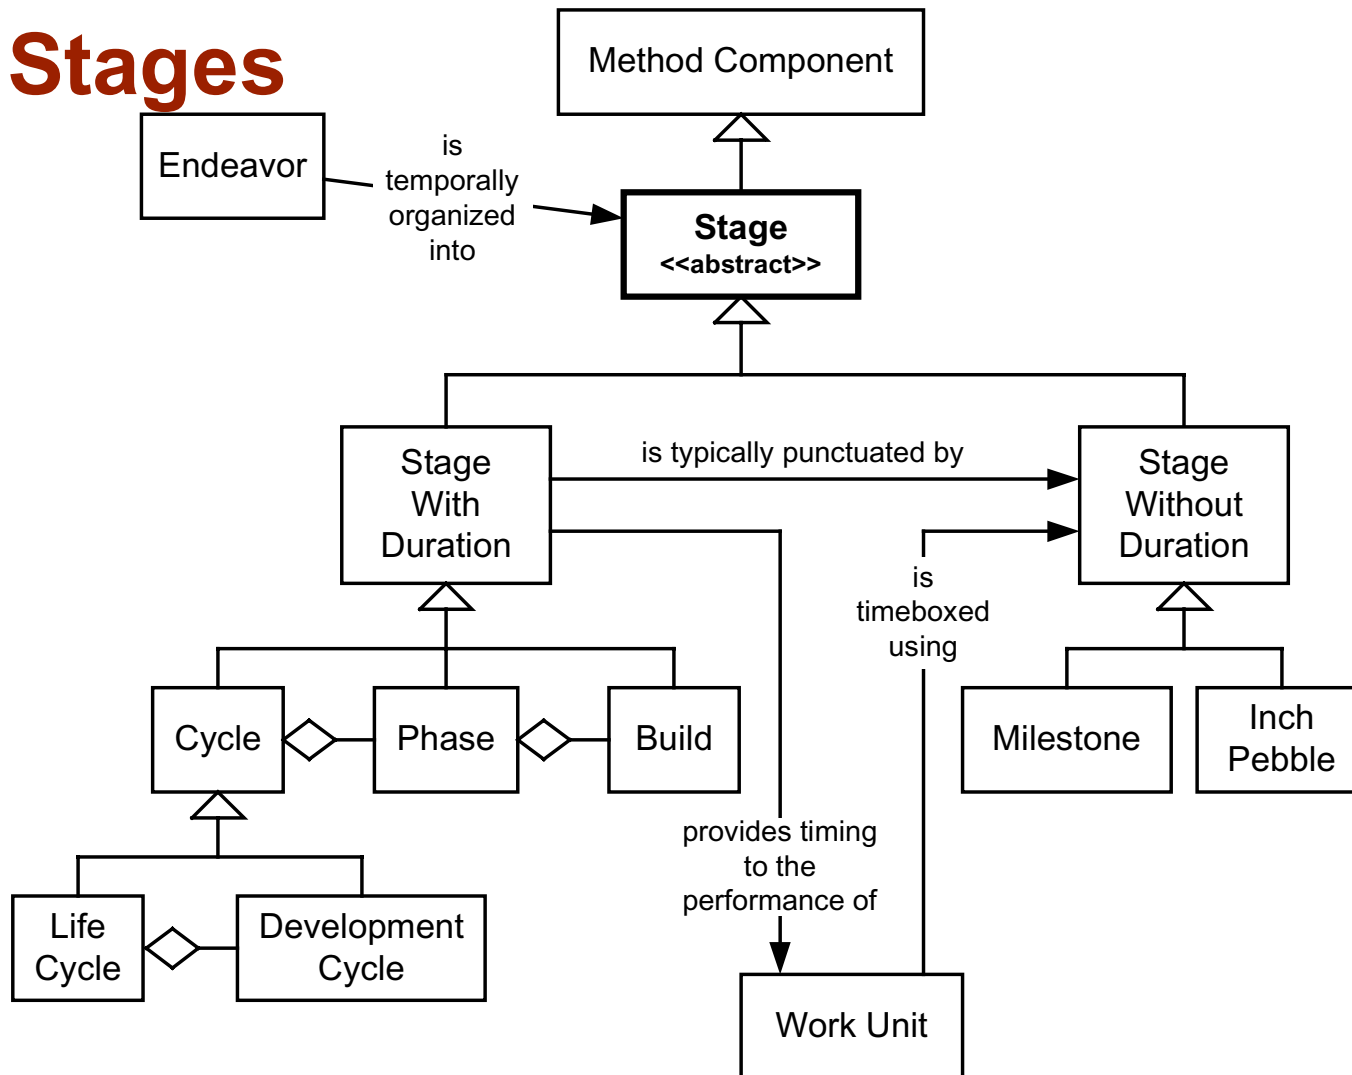 Stages
Method Component
Endeavor
is
temporally
organized
into
Stage
<<abstract>>
Stage
With
Duration
is typically punctuated by
Stage
Without
Duration
is
timeboxed
using
Cycle
Phase
Build
Milestone
Inch
Pebble
provides timing
to the
performance of
Life
Cycle
Development
Cycle
Work Unit